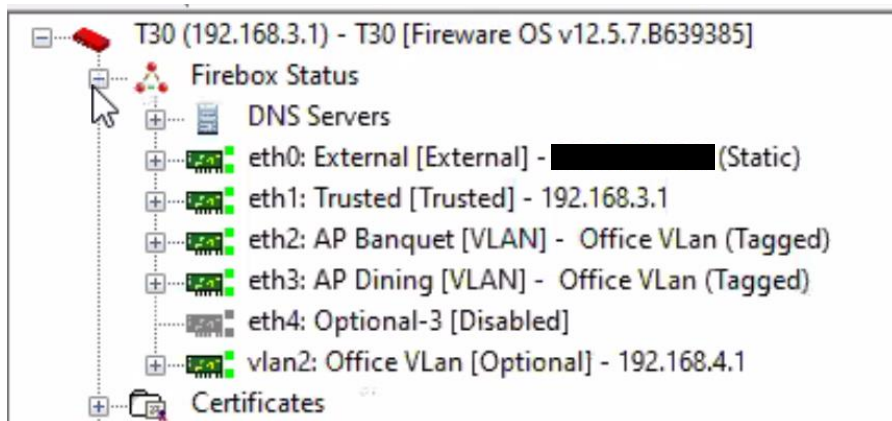 T30 (192.168.3.1) - T30 [Fireware OS v12.5.7.B639385]
Firebox Status
DNS Servers
eth0: External [External] - (Static)
eth1: Trusted [Trusted] - 192.168.3.1
eth2: AP Banquet [VLAN] - Office VLan (Tagged)
eth3: AP Dining [VLAN] - Office VLan (Tagged)
eth4: Optional-3 [Disabled]
vlan2: Office VLan [Optional] - 192.168.4.1
Certificates